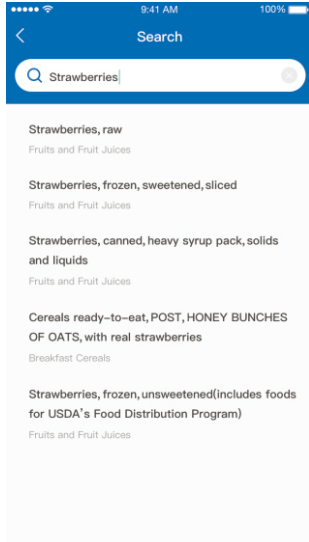 9:41 AM
100%
Search
Strawberries
Strawberries, raw
Fruits and Fruit Juices
Strawberries, frozen, sweetened, sliced
Fruits and Fruit Juices
Strawberries, canned, heavy syrup pack, solids
and liquids
Fruits and Fruit Juices
Cereals ready-to-eat, POST, HONEY BUNCHES
OF OATS, with real strawberries
Breakfast Cereals
Strawberries, frozen, unsweetened(includes foods
for USDA's Food Distribution Program)
Fruits and Fruit Juices